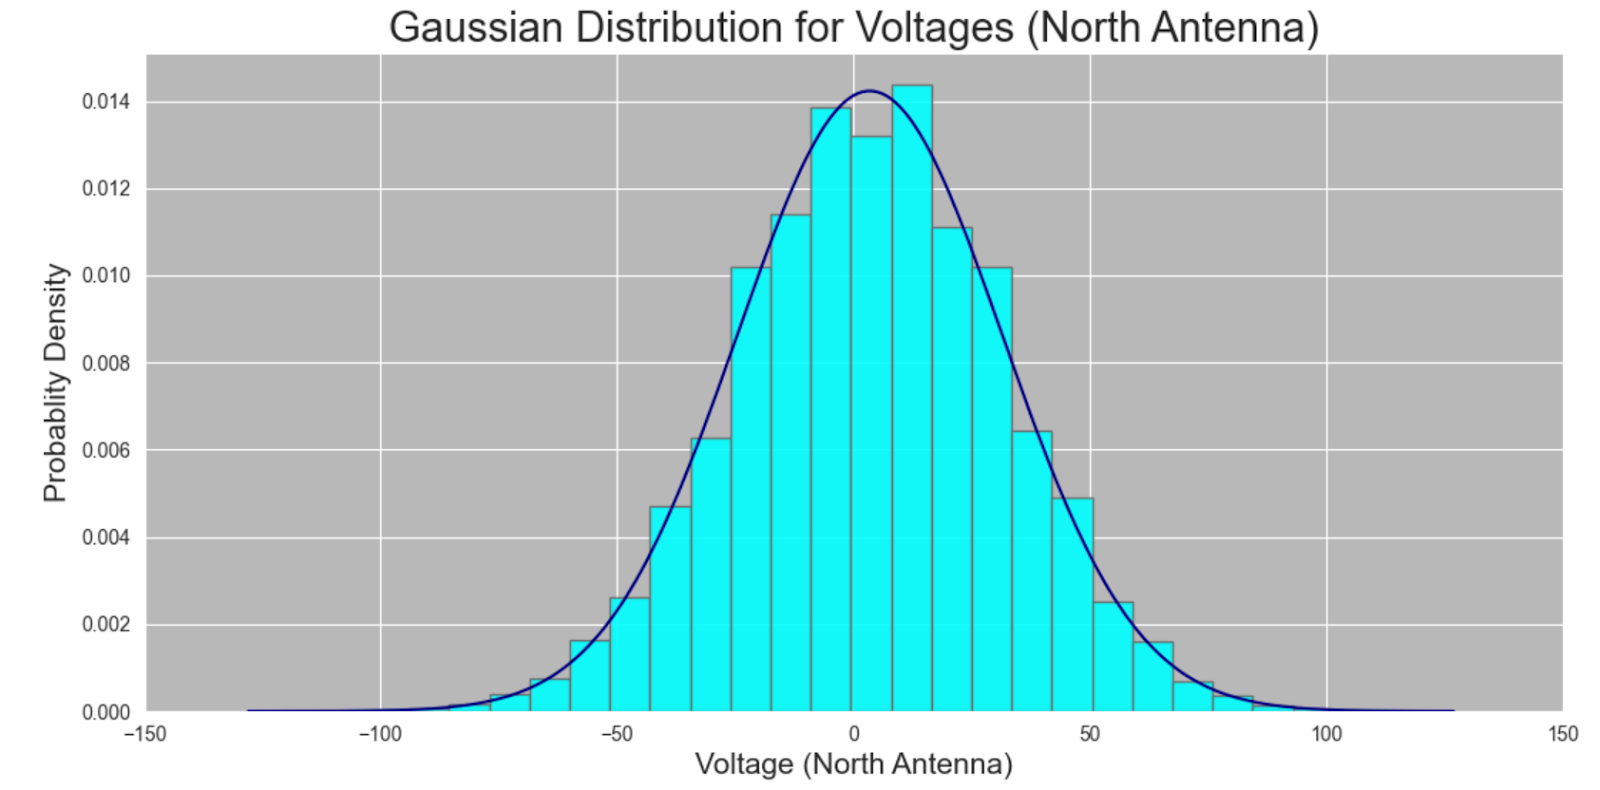 Gaussian Distribution for Voltages (North Antenna)
Probablity Density
0.014
0.012
0.010
0.008
0.006
0.004
0.002
0.000
−150 −100 −50 0 50 100 150
Voltage (North Antenna)